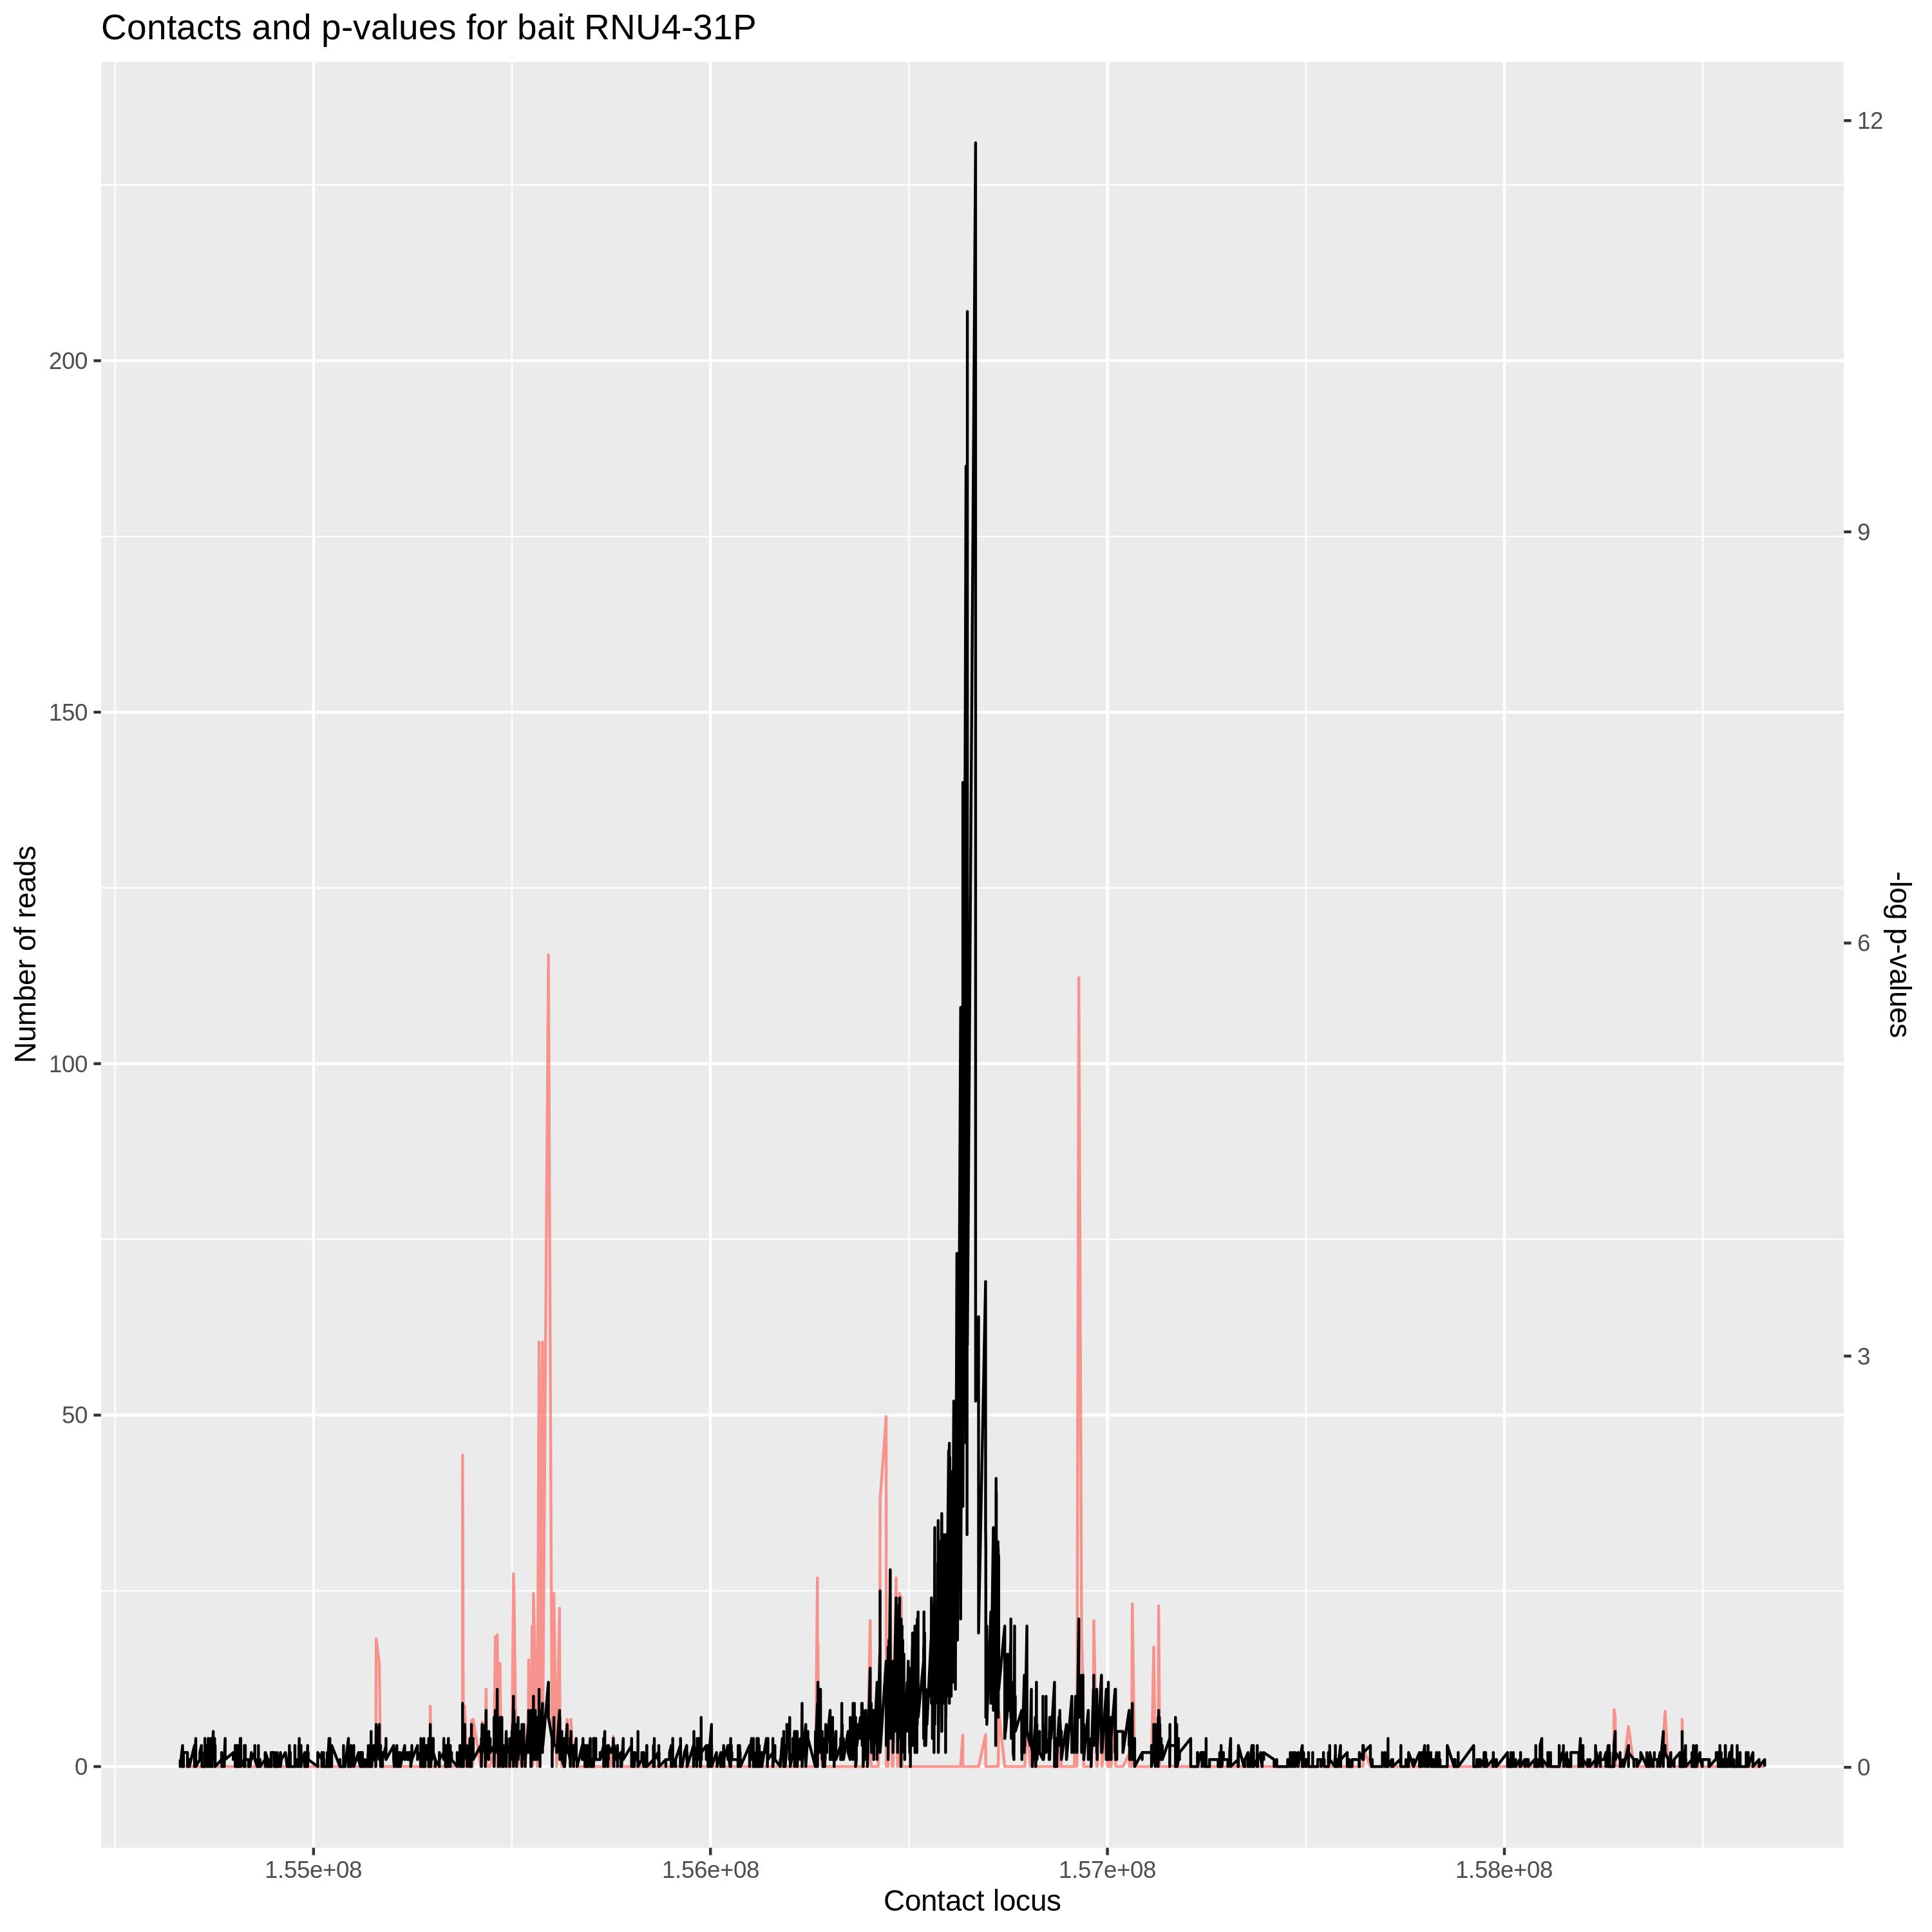 Contacts and p-values for bait RNU4-31P
Number of reads
200
150
100
50
0
12
9
6
3
0
-log p-values
1.55e+08
1.56e+08
1.57e+08
1.58e+08
Contact locus